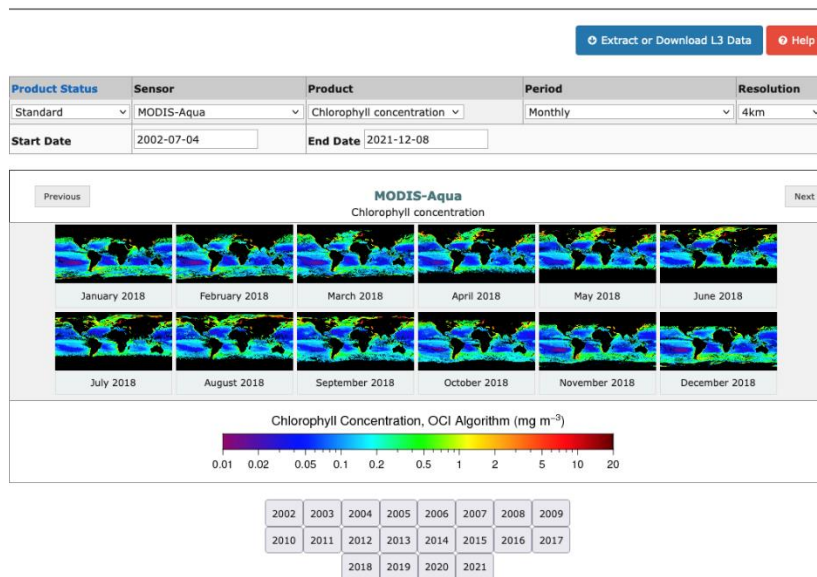 Extract or Download L3 Data Help
Product Status Sensor Product Period Resolution
Standard MODIS-Aqua Chlorophyll concentration Monthly 4km
Start Date 2002-07-04 End Date 2021-12-08
Previous MODIS-Aqua Next
Chlorophyll concentration
January 2018 February 2018 March 2018 April 2018 May 2018 June 2018
July 2018 August 2018 September 2018 October 2018 November 2018 December 2018
Chlorophyll Concentration, OCI Algorithm (mg m⁻³)
0.01 0.02 0.05 0.1 0.2 0.5 1 2 5 10 20
2002 2003 2004 2005 2006 2007 2008 2009
2010 2011 2012 2013 2014 2015 2016 2017
2018 2019 2020 2021